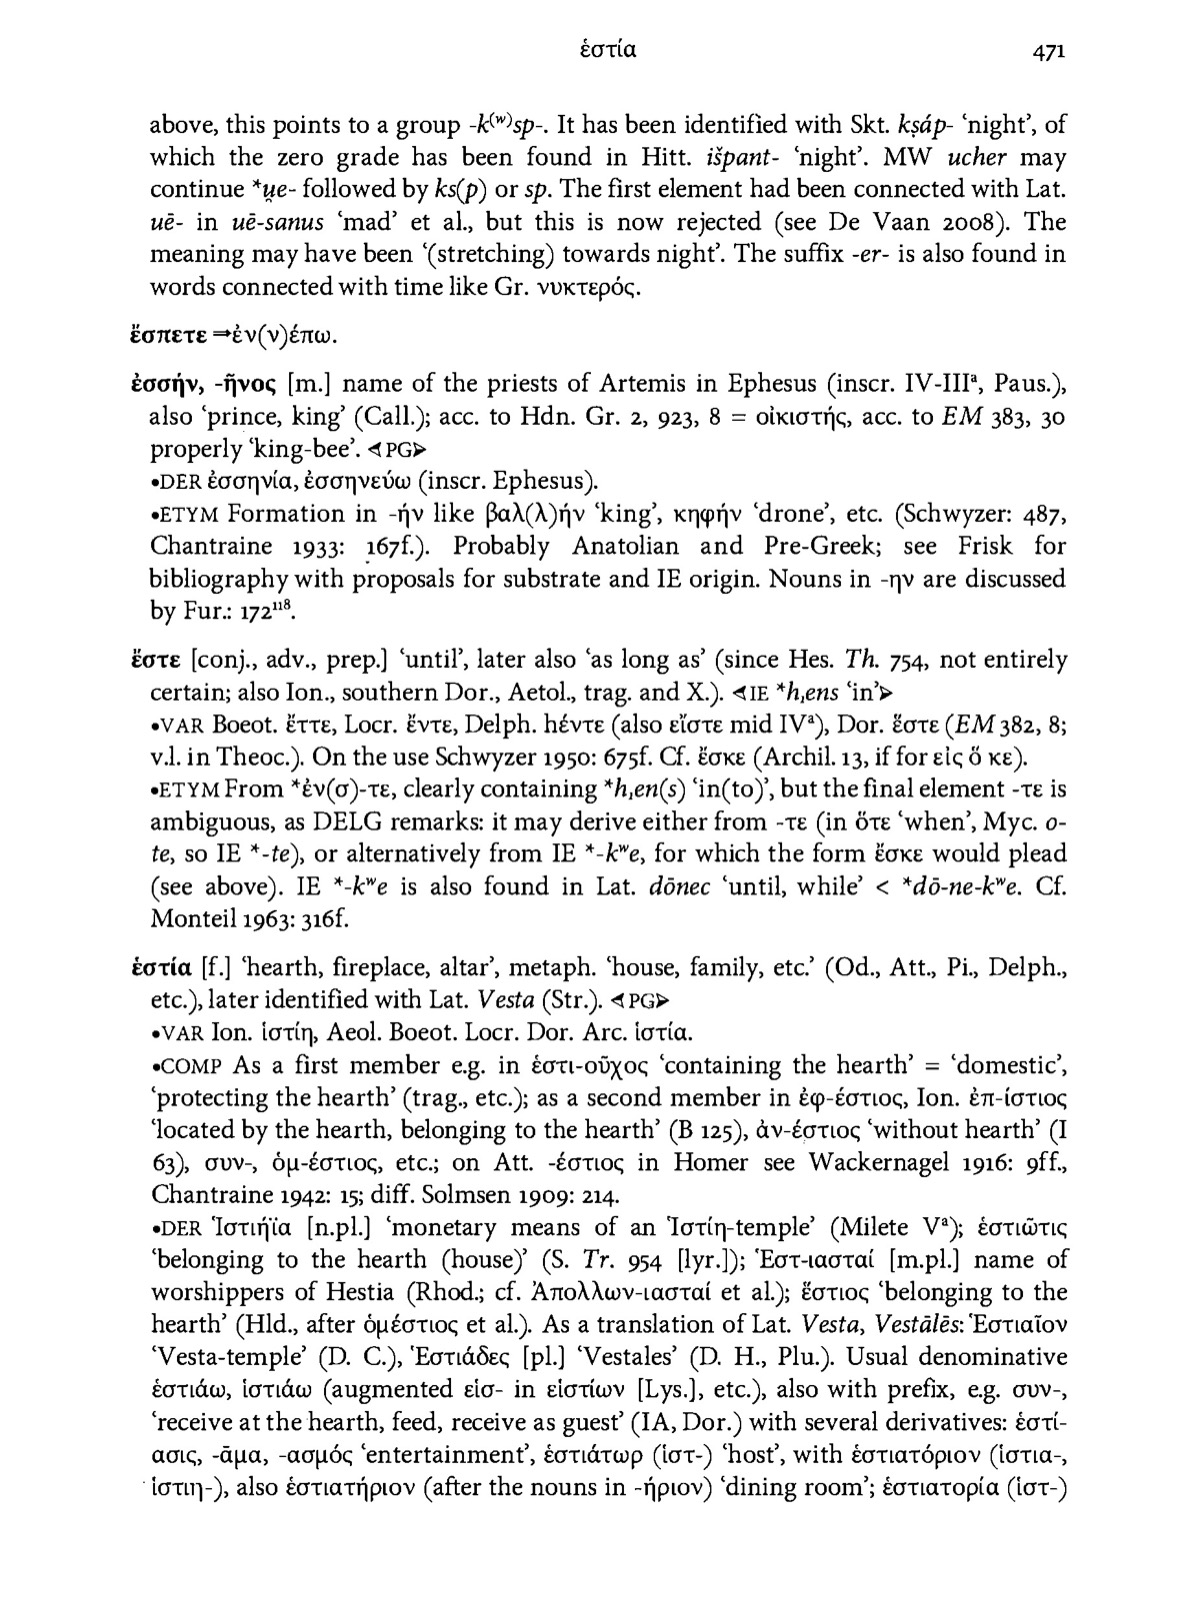 ἑστία 471
above, this points to a group -k⁽ʷ⁾sp-. It has been identified with Skt. kṣáp- ‘night’, of
which the zero grade has been found in Hitt. išpant- ‘night’. MW ucher may
continue *u̯e- followed by ks(p) or sp. The first element had been connected with Lat.
uē- in uē-sanus ‘mad’ et al., but this is now rejected (see De Vaan 2008). The
meaning may have been ‘(stretching) towards night’. The suffix -er- is also found in
words connected with time like Gr. νυκτερός.
ἔσπετε ⇒ἐν(ν)έπω.
ἐσσήν, -ῆνος [m.] name of the priests of Artemis in Ephesus (inscr. IV-IIIᵃ, Paus.),
also ‘prince, king’ (Call.); acc. to Hdn. Gr. 2, 923, 8 = οἰκιστής, acc. to EM 383, 30
properly ‘king-bee’. ⊲PG⊳
•DER ἐσσηνία, ἐσσηνεύω (inscr. Ephesus).
•ETYM Formation in -ήν like βαλ(λ)ήν ‘king’, κηφήν ‘drone’, etc. (Schwyzer: 487,
Chantraine 1933: 167f.). Probably Anatolian and Pre-Greek; see Frisk for
bibliography with proposals for substrate and IE origin. Nouns in -ην are discussed
by Fur.: 172¹¹⁸.
ἔστε [conj., adv., prep.] ‘until’, later also ‘as long as’ (since Hes. Th. 754, not entirely
certain; also Ion., southern Dor., Aetol., trag. and X.). ⊲IE *h₁ens ‘in’⊳
•VAR Boeot. ἔττε, Locr. ἔντε, Delph. hέντε (also εἴστε mid IVᵃ), Dor. ἔστε (EM 382, 8;
v.l. in Theoc.). On the use Schwyzer 1950: 675f. Cf. ἔσκε (Archil. 13, if for εἰς ὅ κε).
•ETYM From *ἐν(σ)-τε, clearly containing *h₁en(s) ‘in(to)’, but the final element -τε is
ambiguous, as DELG remarks: it may derive either from -τε (in ὅτε ‘when’, Myc. o-
te, so IE *-te), or alternatively from IE *-kʷe, for which the form ἔσκε would plead
(see above). IE *-kʷe is also found in Lat. dōnec ‘until, while’ < *dō-ne-kʷe. Cf.
Monteil 1963: 316f.
ἑστία [f.] ‘hearth, fireplace, altar’, metaph. ‘house, family, etc.’ (Od., Att., Pi., Delph.,
etc.), later identified with Lat. Vesta (Str.). ⊲PG⊳
•VAR Ion. ἱστίη, Aeol. Boeot. Locr. Dor. Arc. ἱστία.
•COMP As a first member e.g. in ἑστι-οῦχος ‘containing the hearth’ = ‘domestic’,
‘protecting the hearth’ (trag., etc.); as a second member in ἐφ-έστιος, Ion. ἐπ-ίστιος
‘located by the hearth, belonging to the hearth’ (Β 125), ἀν-έστιος ‘without hearth’ (Ι
63), συν-, ὁμ-έστιος, etc.; on Att. -έστιος in Homer see Wackernagel 1916: 9ff.,
Chantraine 1942: 15; diff. Solmsen 1909: 214.
•DER Ἱστιήϊα [n.pl.] ‘monetary means of an Ἱστίη-temple’ (Milete Vᵃ); ἑστιῶτις
‘belonging to the hearth (house)’ (S. Tr. 954 [lyr.]); Ἑστ-ιασταί [m.pl.] name of
worshippers of Hestia (Rhod.; cf. Ἀπολλων-ιασταί et al.); ἕστιος ‘belonging to the
hearth’ (Hld., after ὁμέστιος et al.). As a translation of Lat. Vesta, Vestālēs: Ἑστιαῖον
‘Vesta-temple’ (D. C.), Ἑστιάδες [pl.] ‘Vestales’ (D. H., Plu.). Usual denominative
ἑστιάω, ἱστιάω (augmented εἱσ- in εἱστίων [Lys.], etc.), also with prefix, e.g. συν-,
‘receive at the hearth, feed, receive as guest’ (IA, Dor.) with several derivatives: ἑστί-
ασις, -ᾱμα, -ασμός ‘entertainment’, ἑστιάτωρ (ἱστ-) ‘host’, with ἑστιατόριον (ἱστια-,
ἱστιη-), also ἑστιατήριον (after the nouns in -ήριον) ‘dining room’; ἑστιατορία (ἱστ-)